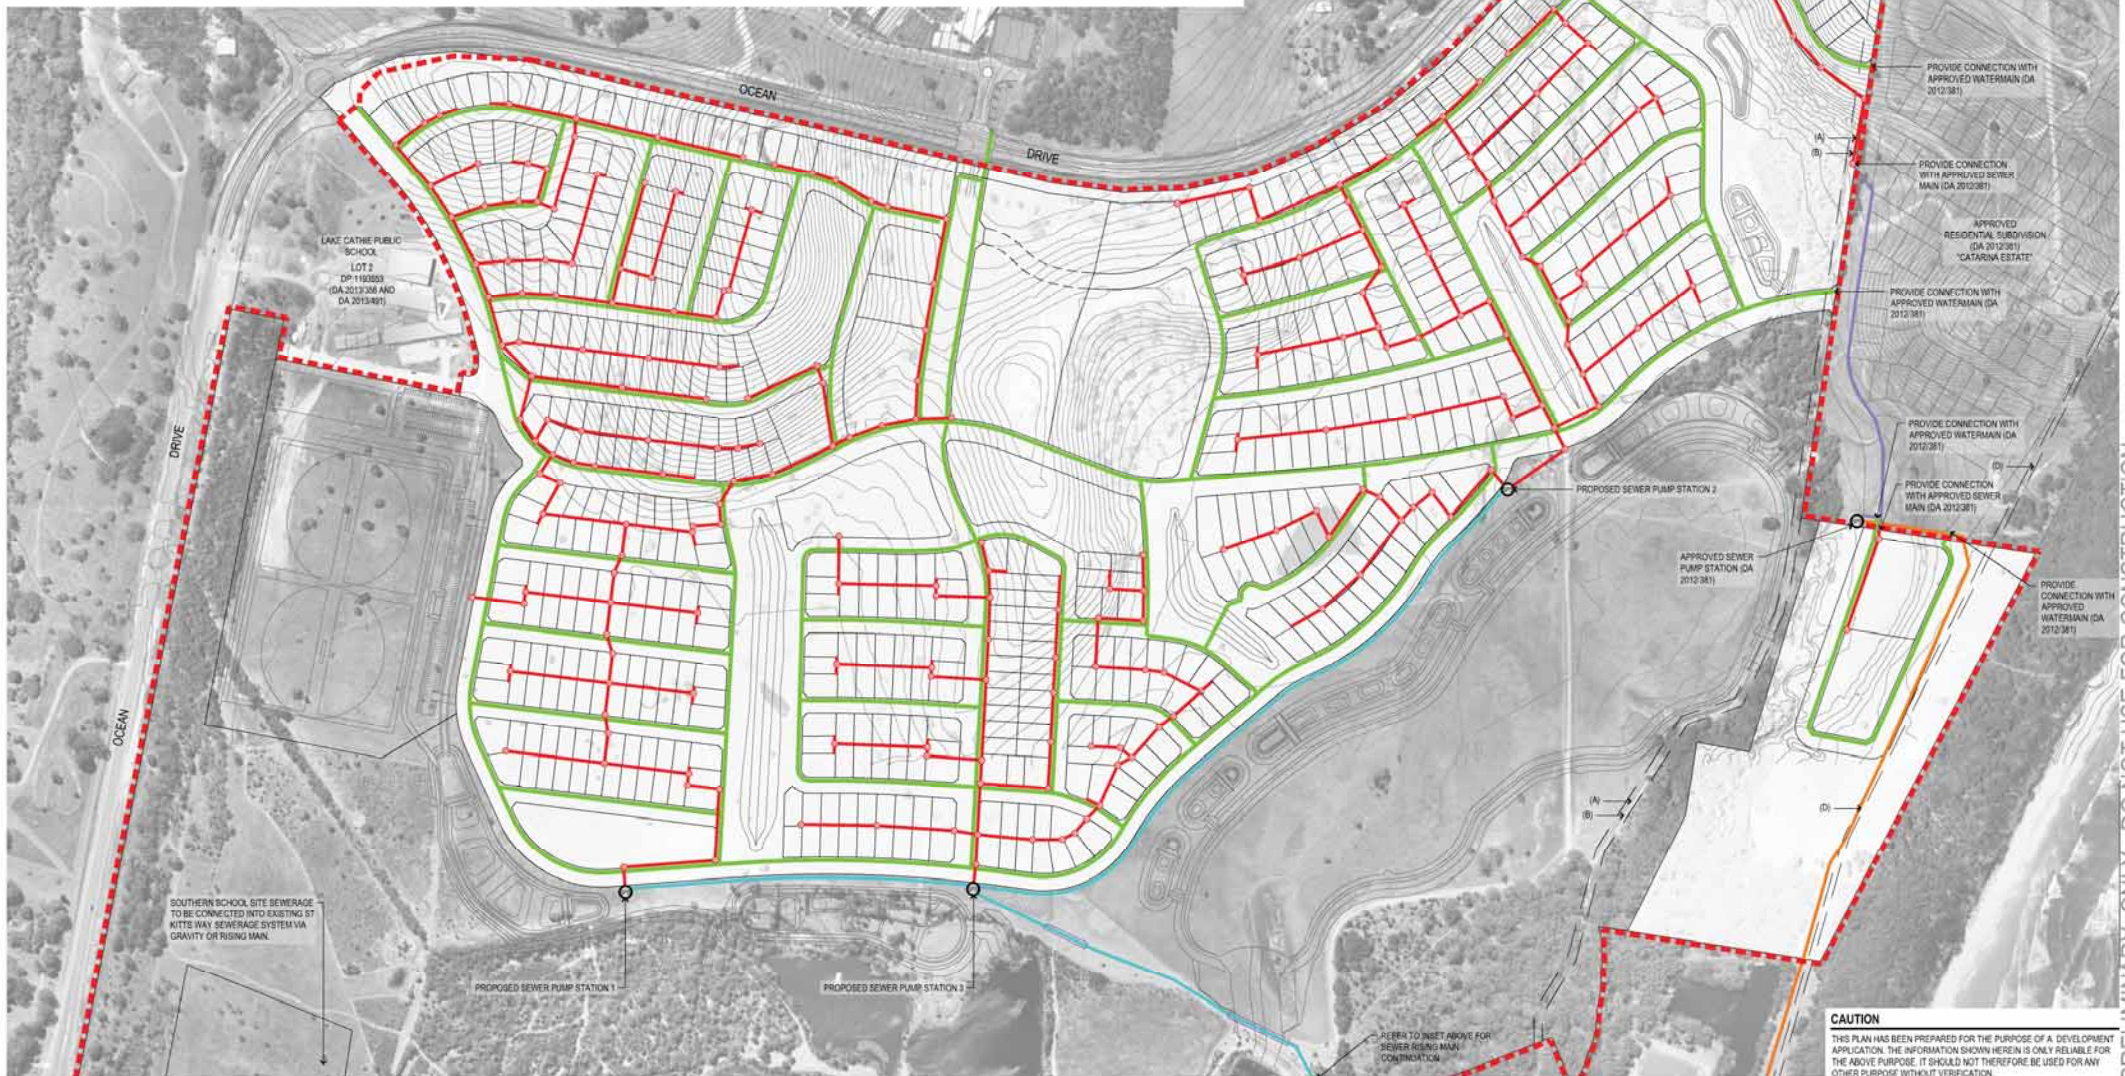 OCEAN
DRIVE
PROVIDE CONNECTION WITH
APPROVED WATERMAIN (DA
2012/381)
(A)
(B)
PROVIDE CONNECTION
WITH APPROVED SEWER
MAIN (DA 2012/381)
LAKE CATHIE PUBLIC
SCHOOL
LOT 2
DP 1193553
(DA 2013/358 AND
DA 2013/491)
APPROVED
RESIDENTIAL SUBDIVISION
(DA 2012/381)
"CATARINA ESTATE"
PROVIDE CONNECTION WITH
APPROVED WATERMAIN (DA
2012/381)
DRIVE
OCEAN
PROVIDE CONNECTION WITH
APPROVED WATERMAIN (DA
2012/381)
(D)
PROVIDE CONNECTION
WITH APPROVED SEWER
MAIN (DA 2012/381)
PROPOSED SEWER PUMP STATION 2
APPROVED SEWER
PUMP STATION (DA
2012/381)
PROVIDE
CONNECTION WITH
APPROVED
WATERMAIN (DA
2012/381)
(A)
(B)
(D)
SOUTHERN SCHOOL SITE SEWERAGE
TO BE CONNECTED INTO EXISTING ST
KITTS WAY SEWERAGE SYSTEM VIA
GRAVITY OR RISING MAIN.
PROPOSED SEWER PUMP STATION 1
PROPOSED SEWER PUMP STATION 3
REFER TO INSET ABOVE FOR
SEWER RISING MAIN
CONTINUATION
CAUTION
THIS PLAN HAS BEEN PREPARED FOR THE PURPOSE OF A DEVELOPMENT
APPLICATION. THE INFORMATION SHOWN HEREIN IS ONLY RELIABLE FOR
THE ABOVE PURPOSE. IT SHOULD NOT THEREFORE BE USED FOR ANY
OTHER PURPOSE WITHOUT VERIFICATION